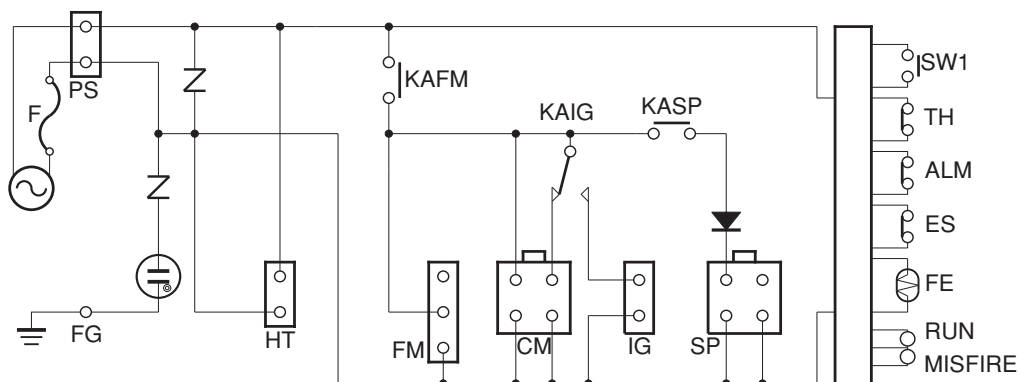 PS
F
FG
HT
KAFM
KAIG
KASP
FM
CM
IG
SP
SW1
TH
ALM
ES
FE
RUN
MISFIRE